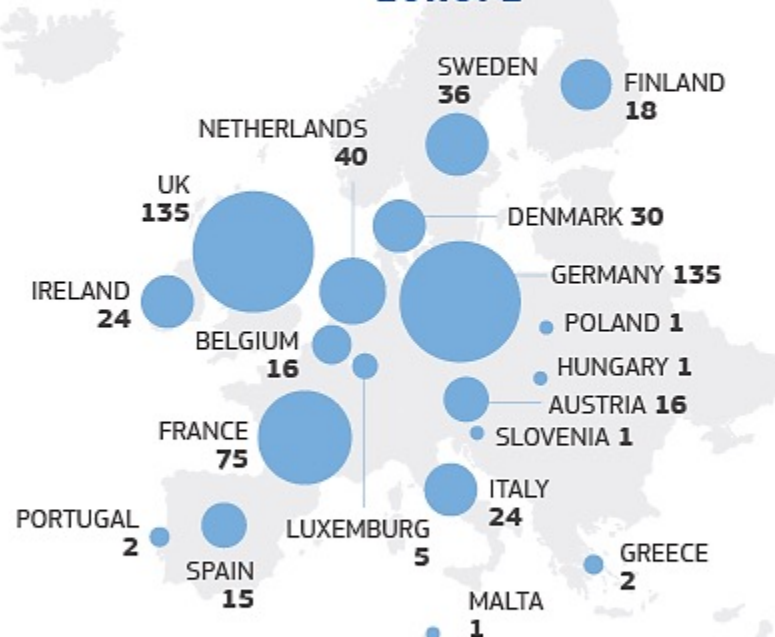 EUROPE
SWEDEN
36
FINLAND
18
NETHERLANDS
40
UK
135
DENMARK 30
GERMANY 135
IRELAND
24
POLAND 1
BELGIUM
16
HUNGARY 1
AUSTRIA 16
FRANCE
75
SLOVENIA 1
ITALY
24
PORTUGAL
2
LUXEMBURG
5
SPAIN
15
GREECE
2
MALTA
1